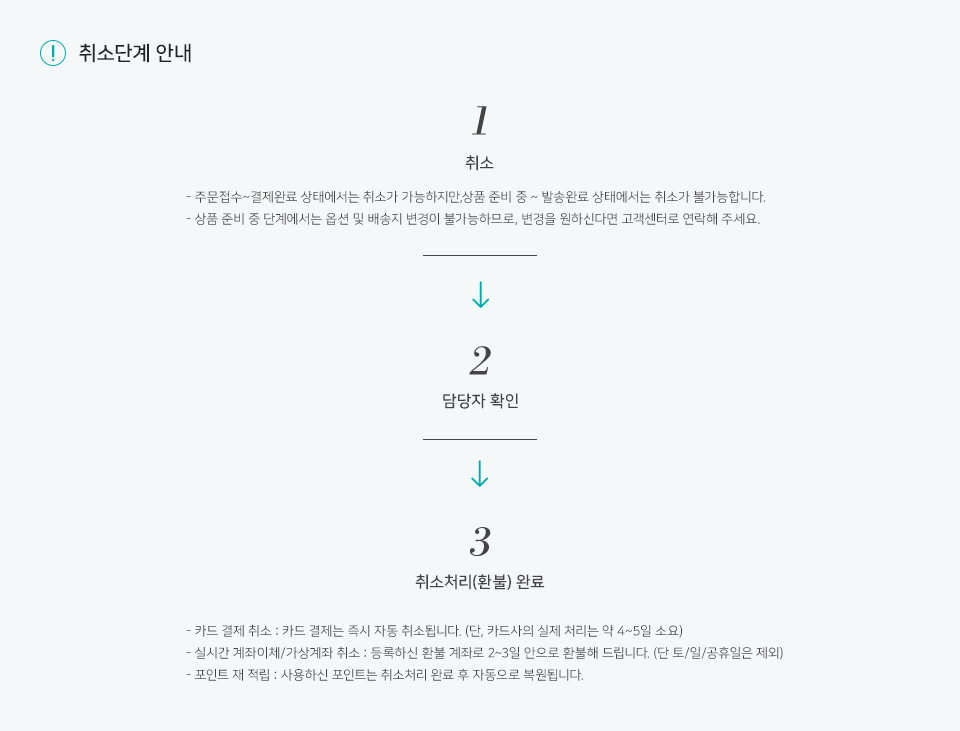 취소단계 안내
1
취소
- 주문접수~결제완료 상태에서는 취소가 가능하지만,상품 준비 중 ~ 발송완료 상태에서는 취소가 불가능합니다.
- 상품 준비 중 단계에서는 옵션 및 배송지 변경이 불가능하므로, 변경을 원하신다면 고객센터로 연락해 주세요.
2
담당자 확인
3
취소처리(환불) 완료
- 카드 결제 취소 : 카드 결제는 즉시 자동 취소됩니다. (단, 카드사의 실제 처리는 약 4~5일 소요)
- 실시간 계좌이체/가상계좌 취소 : 등록하신 환불 계좌로 2~3일 안으로 환불해 드립니다. (단 토/일/공휴일은 제외)
- 포인트 재 적립 : 사용하신 포인트는 취소처리 완료 후 자동으로 복원됩니다.